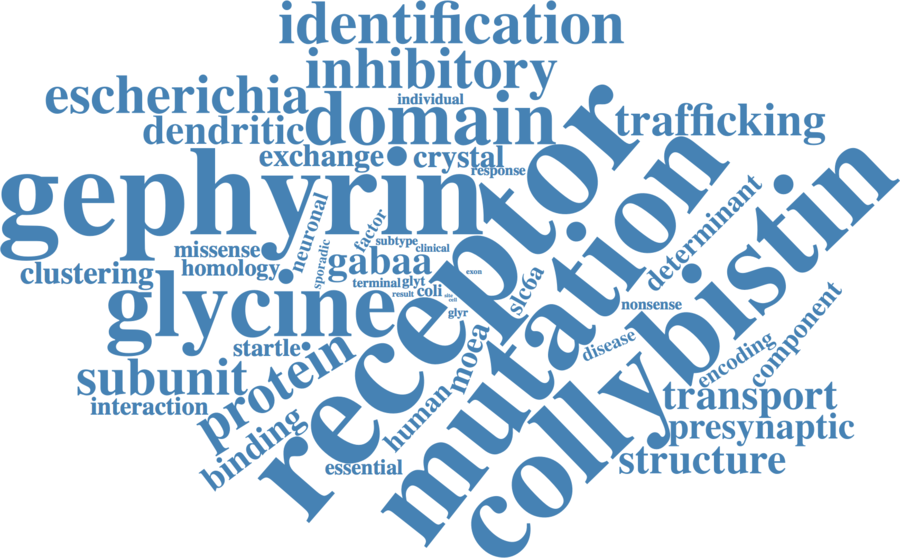 identification
inhibitory
escherichia
individual
domain
trafficking
dendritic
exchange
crystal
response
gephyrin
receptor
mutation
collybistin
neuronal
factor
sporadic
subtype
clinical
missense
homology
clustering
gabaa
exon
determinant
terminal
glyt
coli
result
slc6a
glycine
glyr
nonsense
startle
protein
moea
disease
component
encoding
subunit
interaction
binding
human
essential
transport
presynaptic
structure